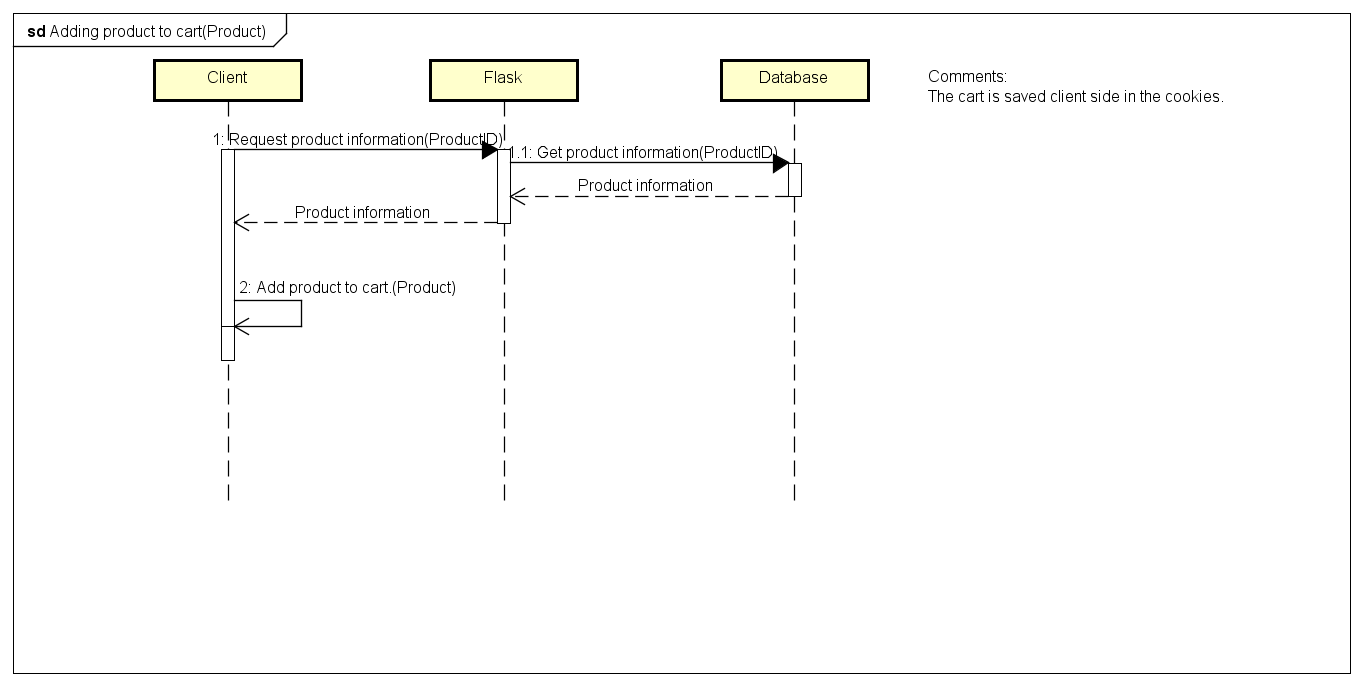 sd Adding product to cart(Product)
Client
Flask
Database
Comments:
The cart is saved client side in the cookies.
1: Request product information(ProductID)
1.1: Get product information(ProductID)
Product information
Product information
2: Add product to cart.(Product)